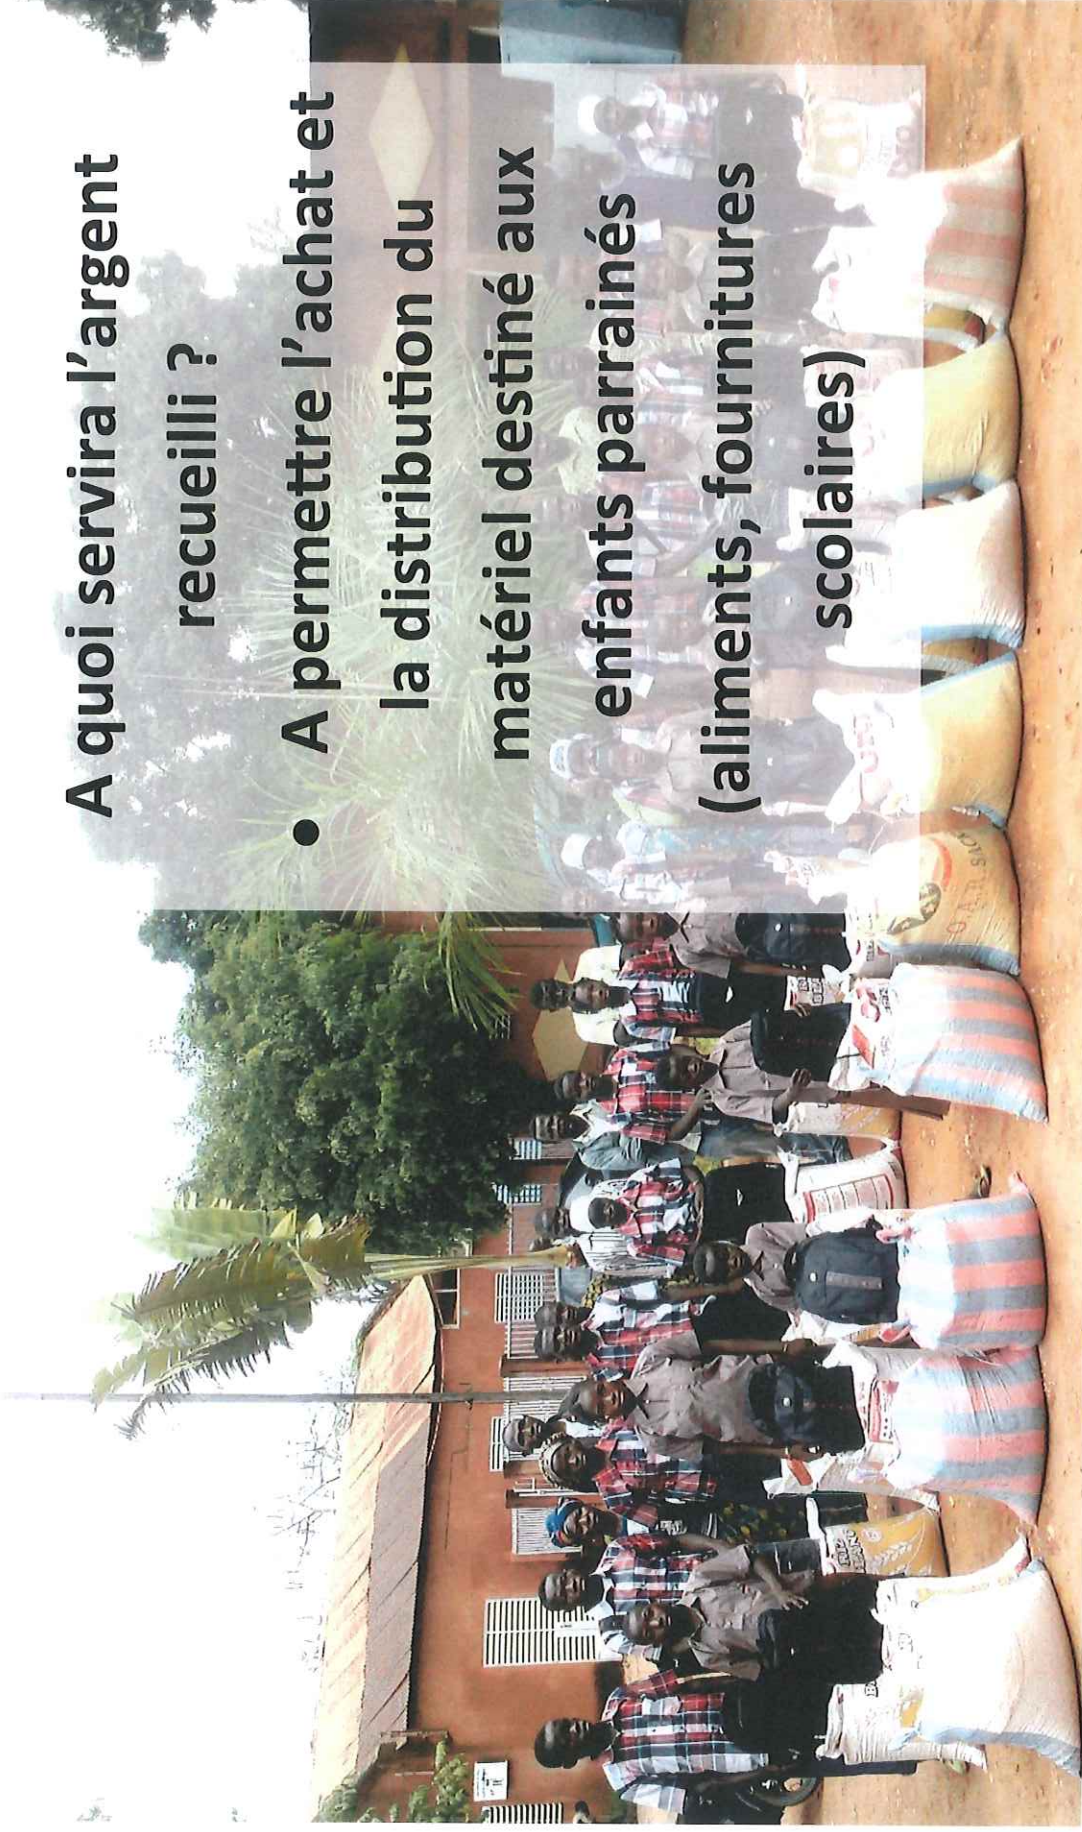 A quoi servira l’argent
recueilli ?
• A permettre l’achat et
la distribution du
matériel destiné aux
enfants parrainés
(aliments, fournitures
scolaires)